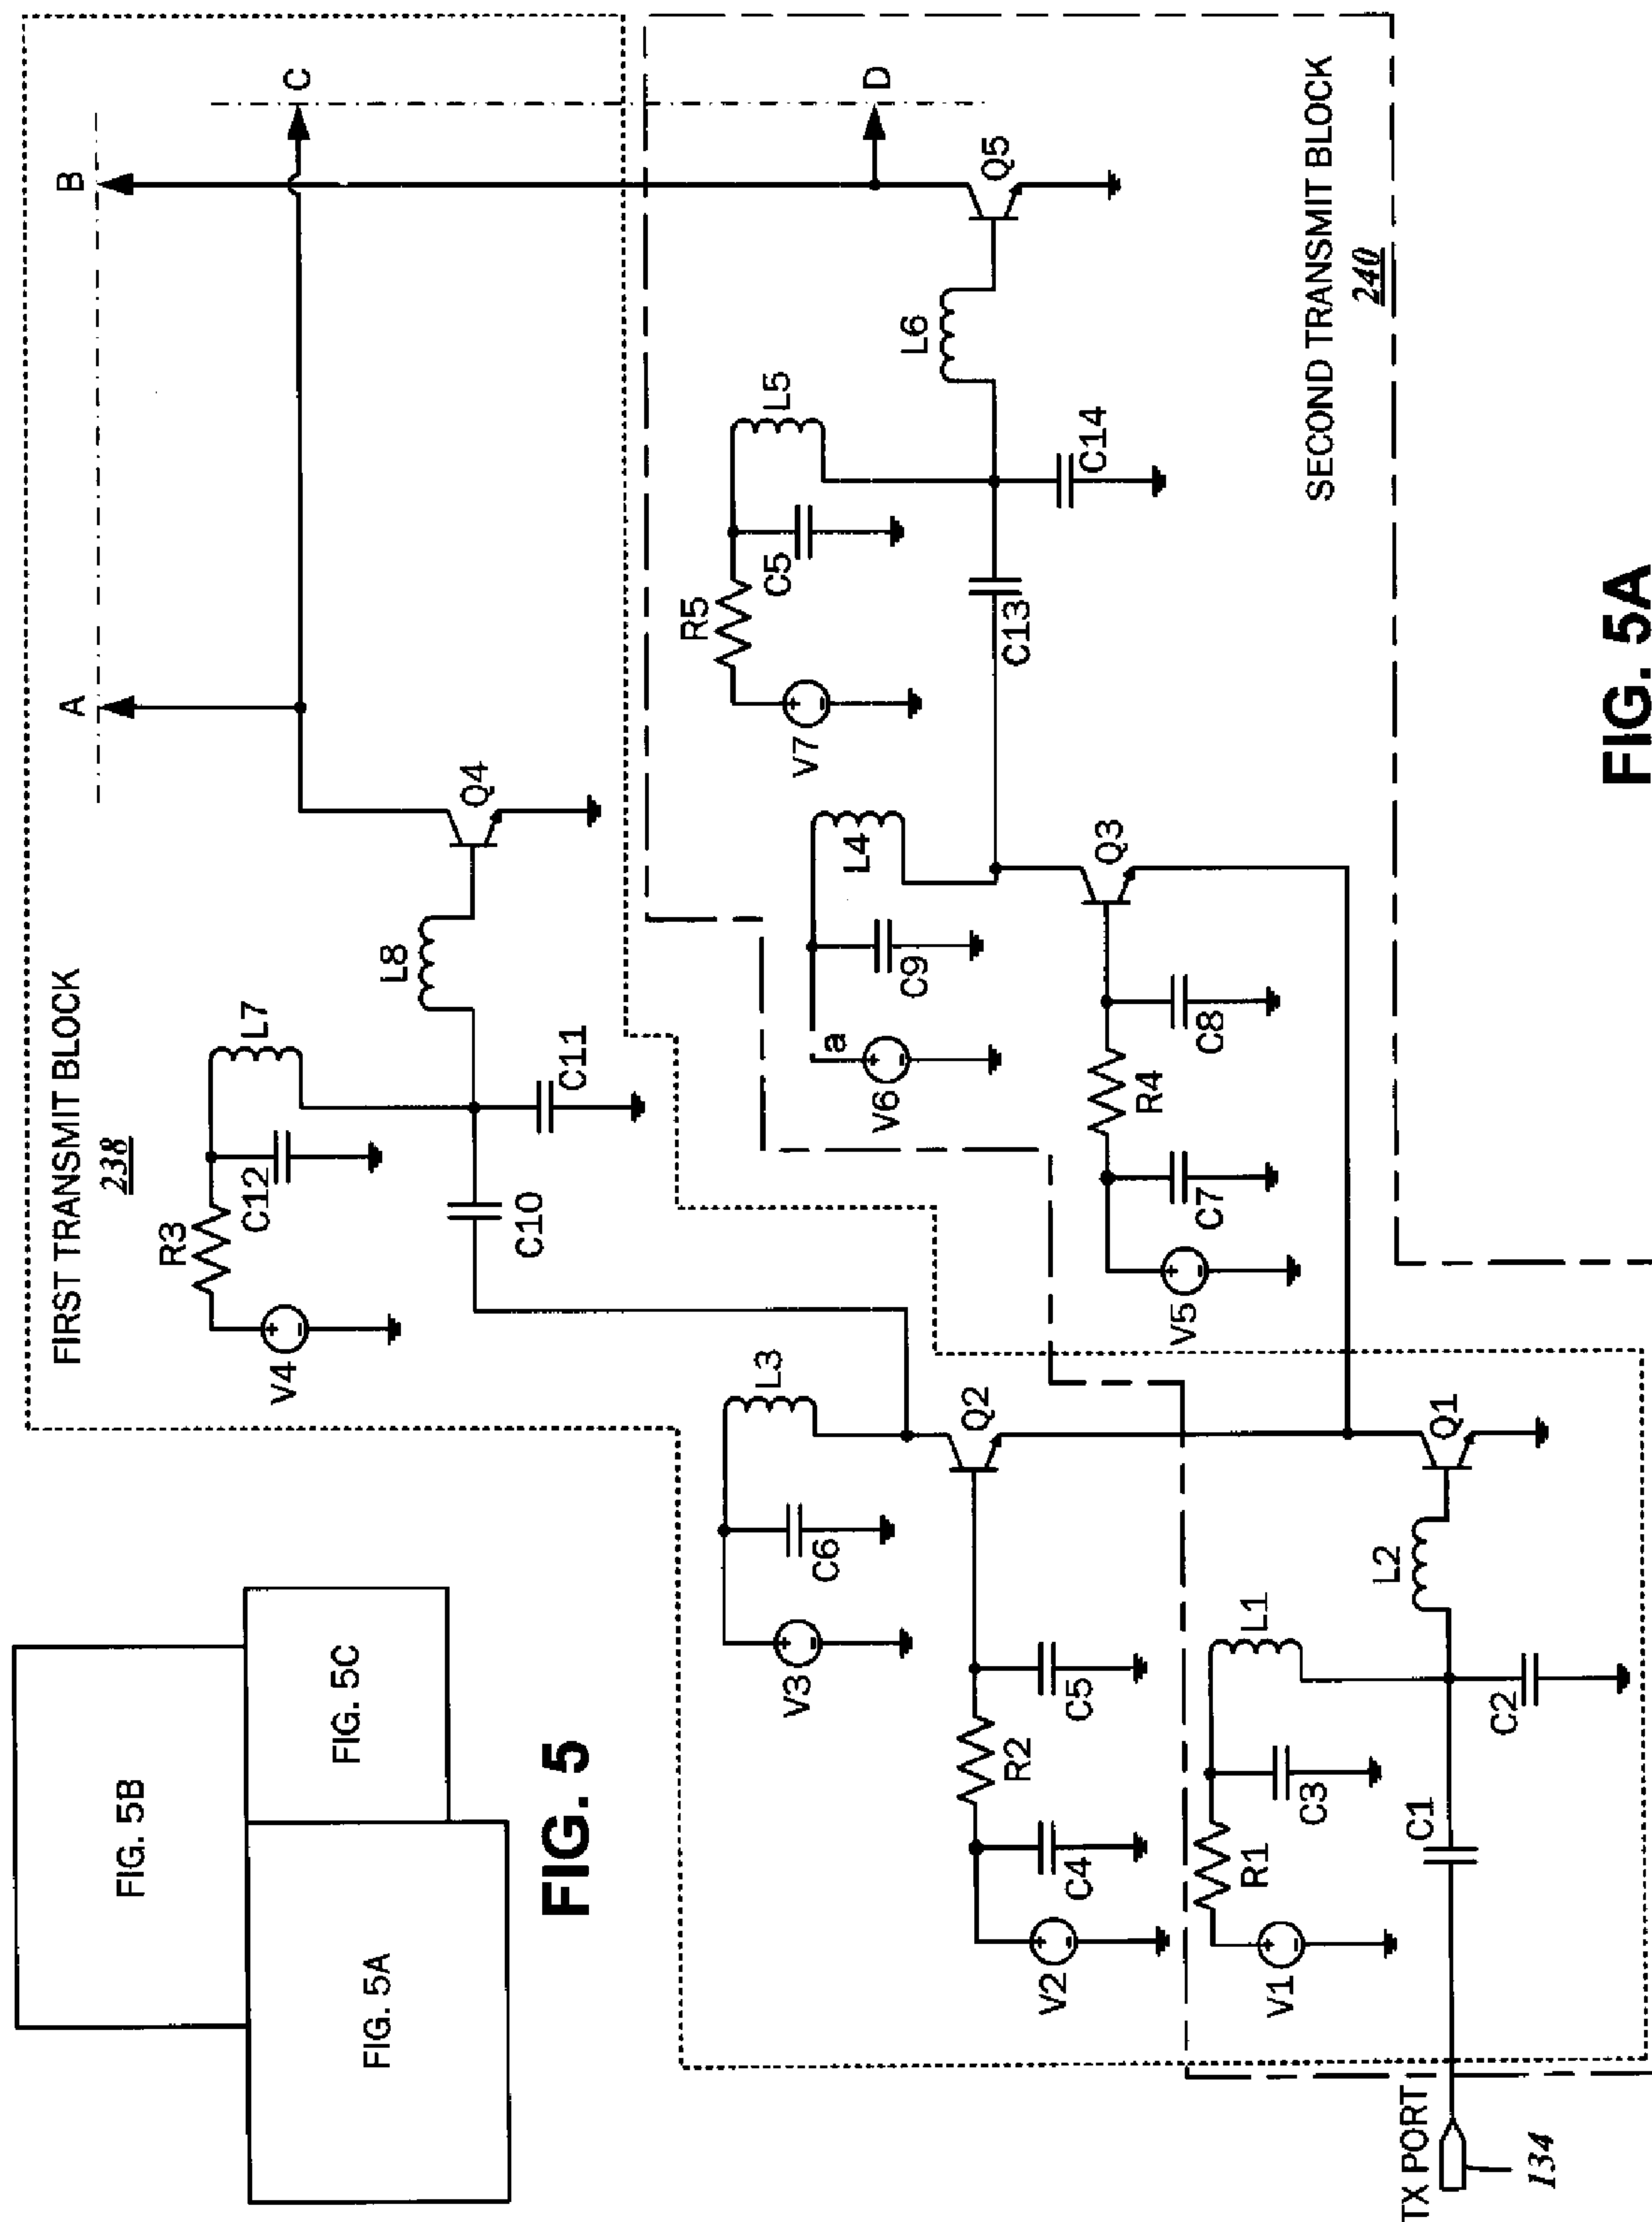 FIG. 5B
FIG. 5A
FIG. 5C
FIG. 5
FIRST TRANSMIT BLOCK
238
A
B
C
D
V4
R3
C12
L7
C10
C11
L8
Q4
V3
C6
L3
V2
C4
R2
C5
Q2
V6
a
C9
L4
V7
R5
C5
L5
C13
C14
L6
Q5
V5
C7
R4
C8
Q3
V1
R1
C3
L1
TX PORT
134
C1
C2
L2
Q1
SECOND TRANSMIT BLOCK
240
FIG. 5A